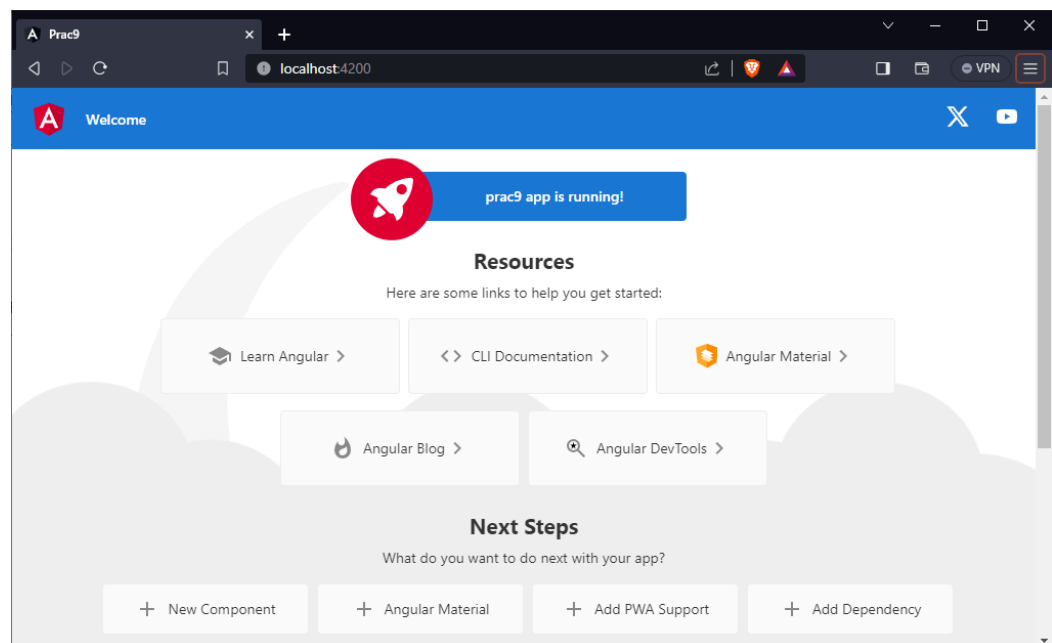 Prac9
localhost:4200
VPN
Welcome
prac9 app is running!
Resources
Here are some links to help you get started:
Learn Angular
CLI Documentation
Angular Material
Angular Blog
Angular DevTools
Next Steps
What do you want to do next with your app?
New Component
Angular Material
Add PWA Support
Add Dependency